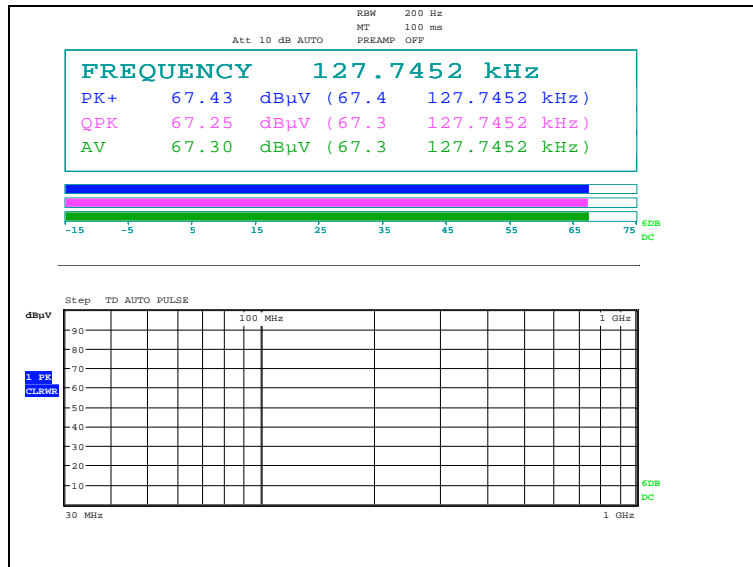 RBW 200 Hz
MT 100 ms
Att 10 dB AUTO PREAMP OFF
FREQUENCY 127.7452 kHz
PK+ 67.43 dBµV (67.4 127.7452 kHz)
QPK 67.25 dBµV (67.3 127.7452 kHz)
AV 67.30 dBµV (67.3 127.7452 kHz)
6DB
-15 -5 5 15 25 35 45 55 65 75
DC
Step TD AUTO PULSE
dBµV 100 MHz 1 GHz
90
80
70
1 PK
60
CLRWR
50
40
30
20
10
6DB
DC
30 MHz 1 GHz